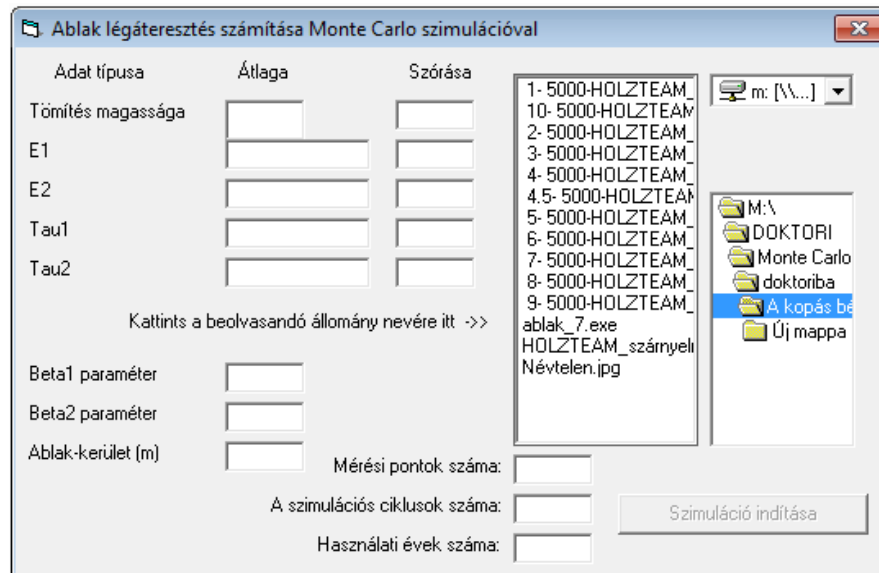 Ablak légáteresztés számítása Monte Carlo szimulációval
Adat típusa Átlaga Szórása
Tömítés magassága
E1
E2
Tau1
Tau2
Kattints a beolvasandó állomány nevére itt ->>
Beta1 paraméter
Beta2 paraméter
Ablak-kerület (m)
Mérési pontok száma:
A szimulációs ciklusok száma:
Használati évek száma:
1- 5000-HOLZTEAM_
10- 5000-HOLZTEAM
2- 5000-HOLZTEAM_
3- 5000-HOLZTEAM_
4- 5000-HOLZTEAM_
4.5- 5000-HOLZTEAM
5- 5000-HOLZTEAM_
6- 5000-HOLZTEAM_
7- 5000-HOLZTEAM_
8- 5000-HOLZTEAM_
9- 5000-HOLZTEAM_
ablak_7.exe
HOLZTEAM_szárnyel
Névtelen.jpg
m: [\\...]
M:\
DOKTORI
Monte Carlo
doktoriba
A kopás bé
Új mappa
Szimuláció indítása